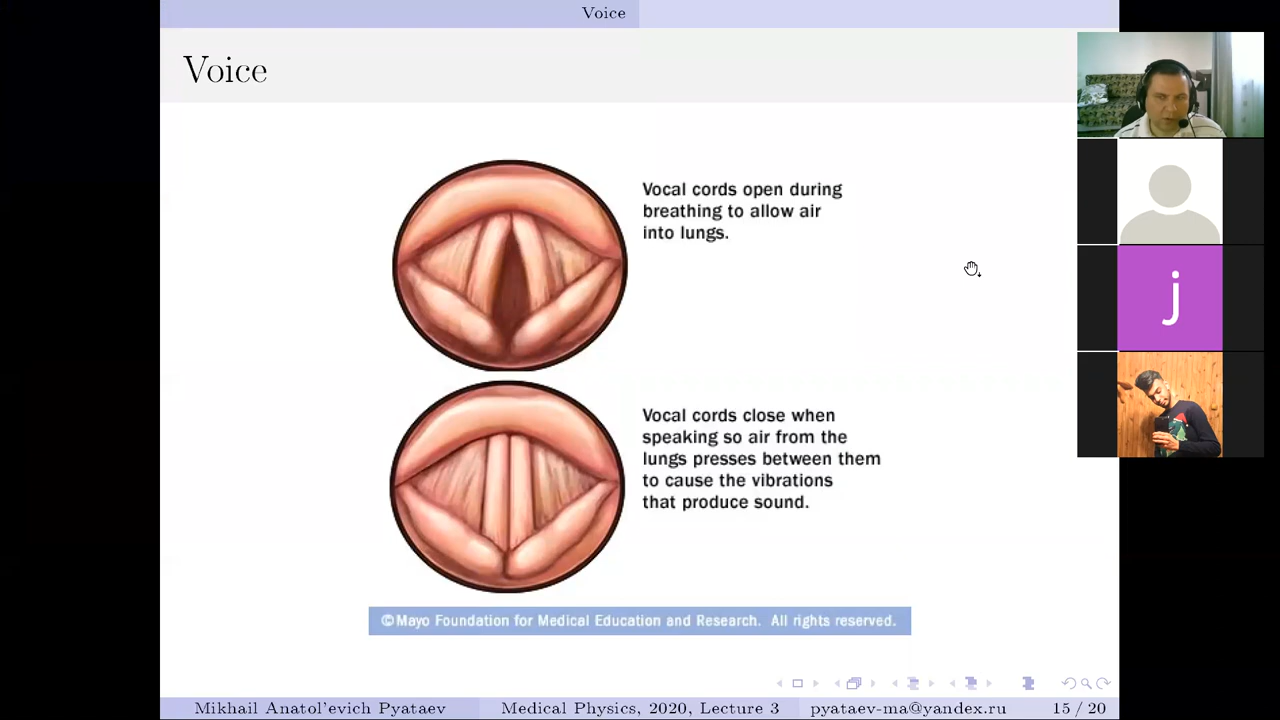 Voice
Voice
Vocal cords open during
breathing to allow air
into lungs.
j
Vocal cords close when
speaking so air from the
lungs presses between them
to cause the vibrations
that produce sound.
©Mayo Foundation for Medical Education and Research. All rights reserved.
Mikhail Anatol'evich Pyataev Medical Physics, 2020, Lecture 3 pyataev-ma@yandex.ru 15 / 20